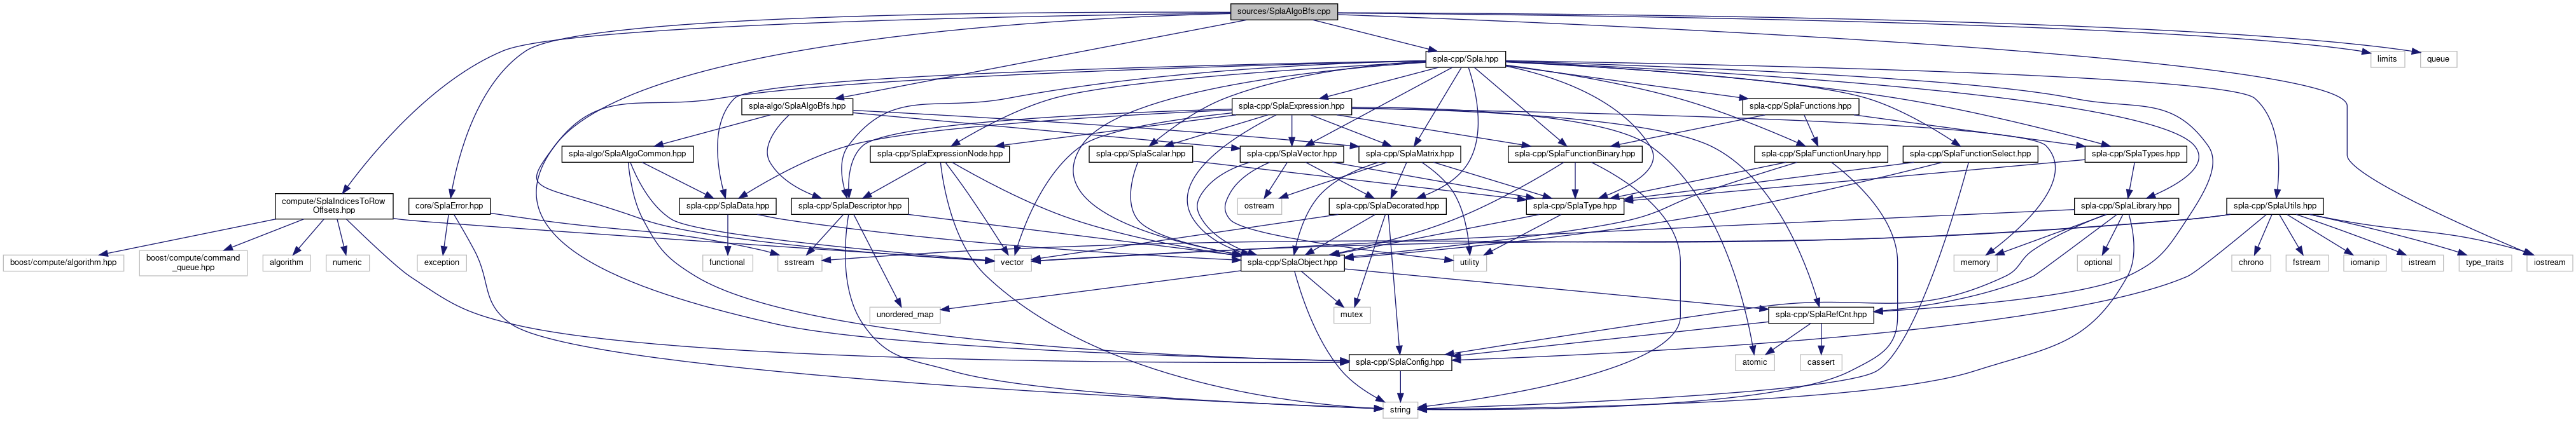 sources/SplaAlgoBfs.cpp
spla-cpp/Spla.hpp
limits
queue
spla-algo/SplaAlgoBfs.hpp
spla-cpp/SplaExpression.hpp
spla-cpp/SplaFunctions.hpp
spla-algo/SplaAlgoCommon.hpp
spla-cpp/SplaExpressionNode.hpp
spla-cpp/SplaScalar.hpp
spla-cpp/SplaVector.hpp
spla-cpp/SplaMatrix.hpp
spla-cpp/SplaFunctionBinary.hpp
spla-cpp/SplaFunctionUnary.hpp
spla-cpp/SplaFunctionSelect.hpp
spla-cpp/SplaTypes.hpp
compute/SplaIndicesToRow
Offsets.hpp
core/SplaError.hpp
spla-cpp/SplaData.hpp
spla-cpp/SplaDescriptor.hpp
ostream
spla-cpp/SplaDecorated.hpp
spla-cpp/SplaType.hpp
spla-cpp/SplaLibrary.hpp
spla-cpp/SplaUtils.hpp
boost/compute/algorithm.hpp
boost/compute/command
_queue.hpp
algorithm
numeric
exception
functional
sstream
vector
spla-cpp/SplaObject.hpp
utility
memory
optional
chrono
fstream
iomanip
istream
type_traits
iostream
unordered_map
mutex
spla-cpp/SplaRefCnt.hpp
spla-cpp/SplaConfig.hpp
atomic
cassert
string